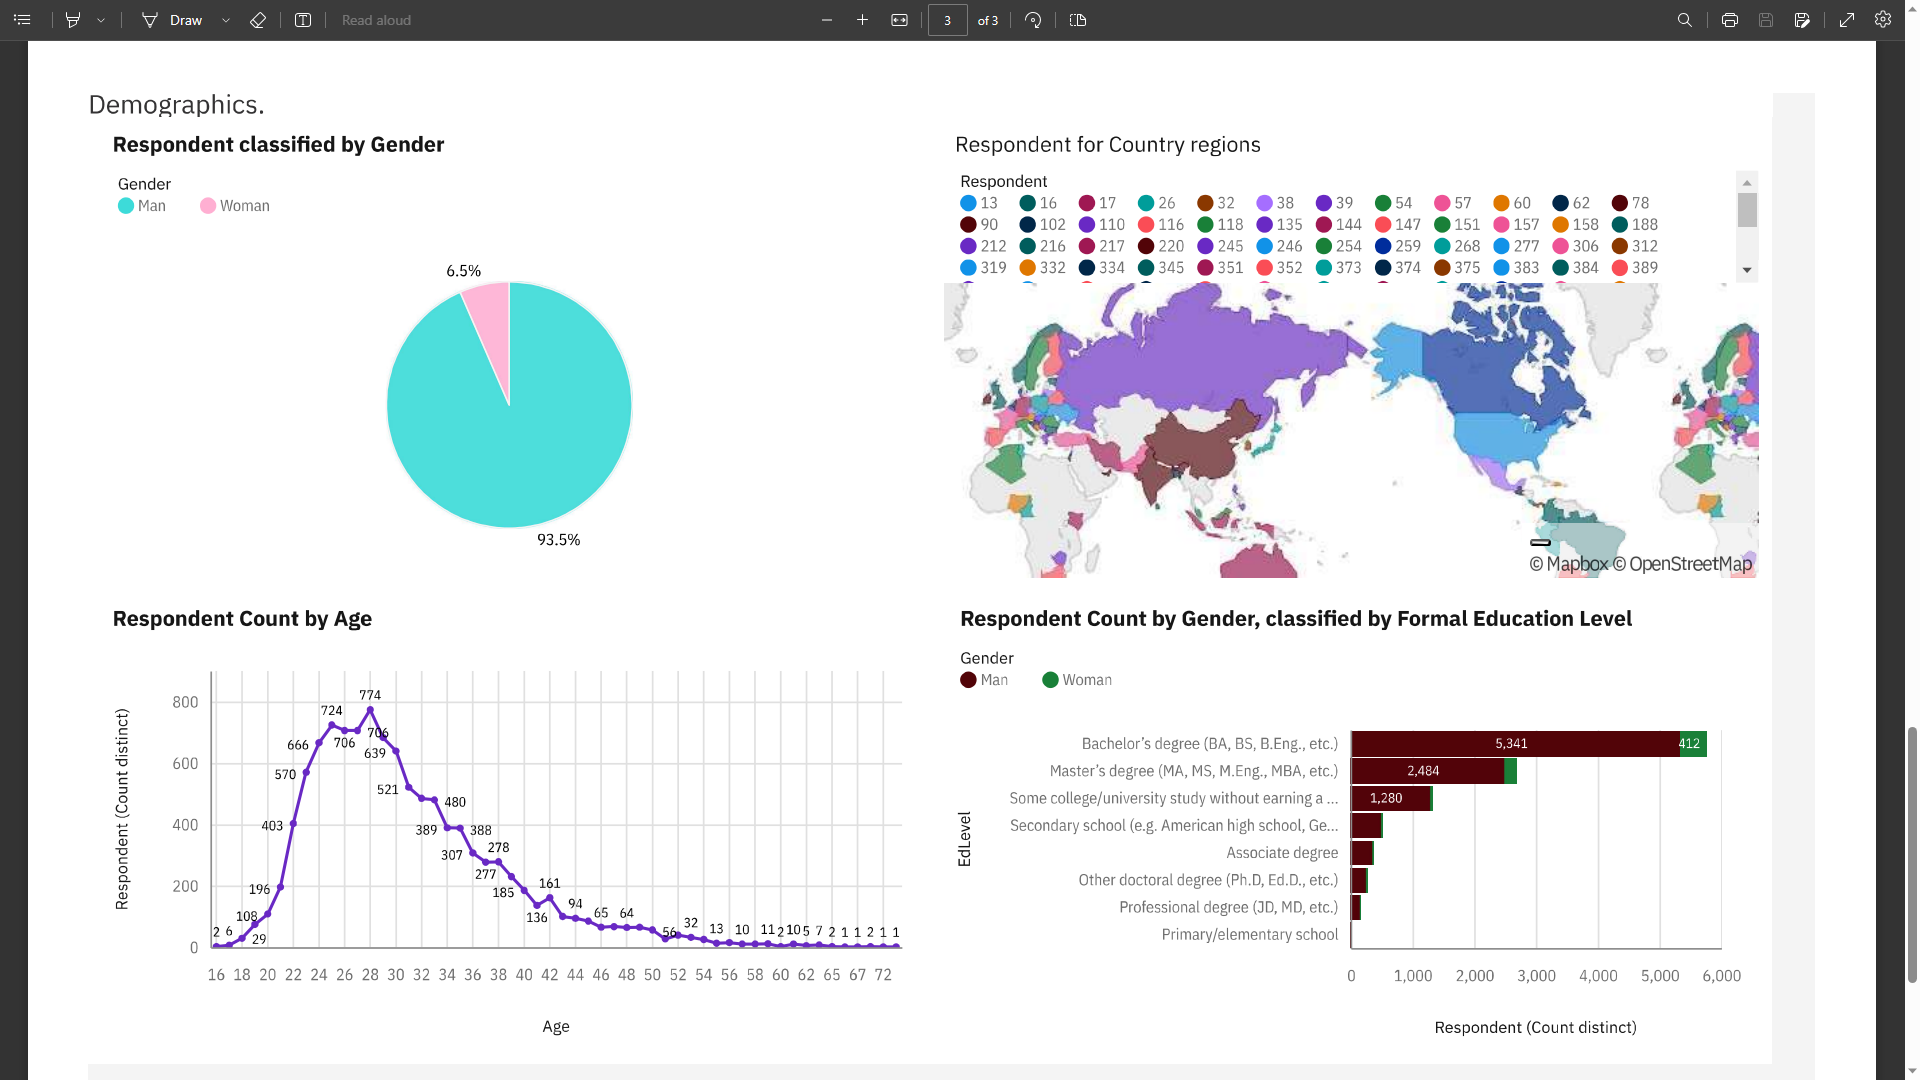 Draw
Read aloud
3
of 3
Demographics.
Respondent classified by Gender
Gender
Man
Woman
6.5%
93.5%
Respondent for Country regions
Respondent
13 16 17 26 32 38 39 54 57 60 62 78
90 102 110 116 118 135 144 147 151 157 158 188
212 216 217 220 245 246 254 259 268 277 306 312
319 332 334 345 351 352 373 374 375 383 384 389
© Mapbox © OpenStreetMap
Respondent Count by Age
Respondent (Count distinct)
800
600
400
200
0
774
724
706
706
666
639
570
521
480
403
389
388
307
278
277
196
185
161
136
108
94
65
64
56
32
29
2 6
13
10
11 2 10 5 7 2 1 1 2 1 1
16 18 20 22 24 26 28 30 32 34 36 38 40 42 44 46 48 50 52 54 56 58 60 62 65 67 72
Age
Respondent Count by Gender, classified by Formal Education Level
Gender
Man
Woman
EdLevel
Bachelor's degree (BA, BS, B.Eng., etc.)
5,341
412
Master's degree (MA, MS, M.Eng., MBA, etc.)
2,484
Some college/university study without earning a ...
1,280
Secondary school (e.g. American high school, Ge...
Associate degree
Other doctoral degree (Ph.D, Ed.D., etc.)
Professional degree (JD, MD, etc.)
Primary/elementary school
0 1,000 2,000 3,000 4,000 5,000 6,000
Respondent (Count distinct)